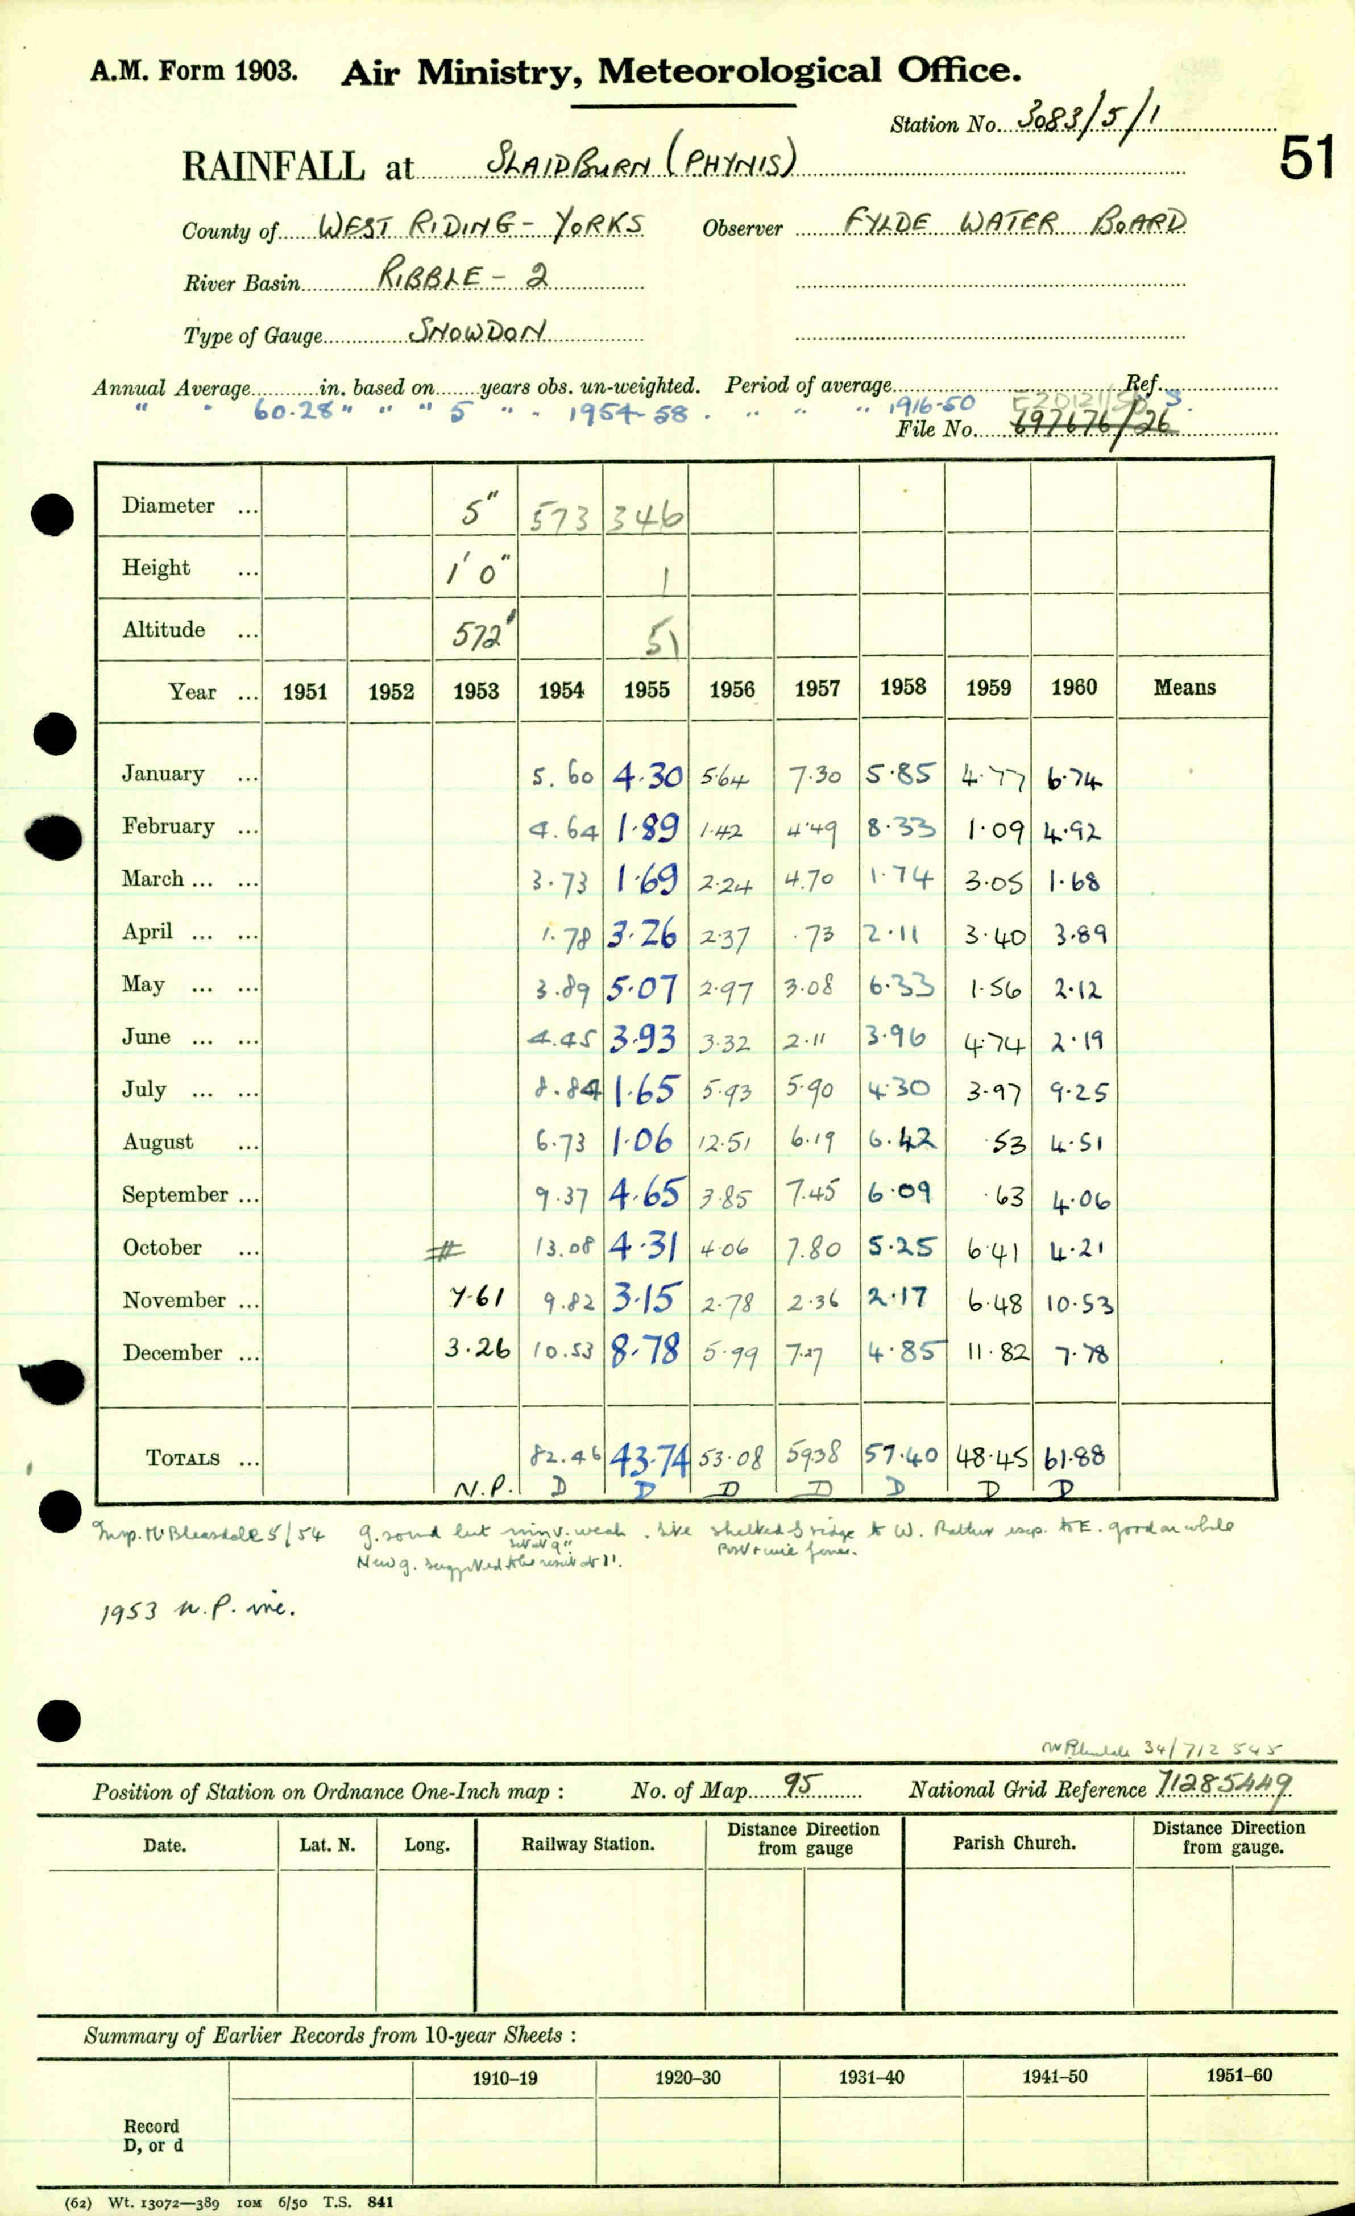 A.M. Form 1903. Air Ministry, Meteorological Office.
Station No. 3083/5/1
51
RAINFALL at SLAIDBURN (PHYNIS)
County of WEST RIDING - YORKS Observer FYLDE WATER BOARD
River Basin RIBBLE - 2
Type of Gauge SNOWDON
Annual Average in. based on years obs. un-weighted. Period of average Ref.
" " 60.28 " " " 5 " " 1954-58 . " " " 1916-50
File No. 697676/26
Diameter ... 5" 573 346
Height ... 1' 0" 1
Altitude ... 572' 51
Year ... 1951 1952 1953 1954 1955 1956 1957 1958 1959 1960 Means
January ... 5.60 4.30 5.64 7.30 5.85 4.77 6.74
February ... 4.64 1.89 1.42 4.49 8.33 1.09 4.92
March ... ... 3.73 1.69 2.24 4.70 1.74 3.05 1.68
April ... ... 1.78 3.26 2.37 .73 2.11 3.40 3.89
May ... ... 3.89 5.07 2.97 3.08 6.33 1.56 2.12
June ... ... 4.45 3.93 3.32 2.11 3.96 4.74 2.19
July ... ... 8.84 1.65 5.93 5.90 4.30 3.97 9.25
August ... 6.73 1.06 12.51 6.19 6.42 .53 4.51
September ... 9.37 4.65 3.85 7.45 6.09 .63 4.06
October ... # 13.08 4.31 4.06 7.80 5.25 6.41 4.21
November ... 7.61 9.82 3.15 2.78 2.36 2.17 6.48 10.53
December ... 3.26 10.53 8.78 5.99 7.27 4.85 11.82 7.78
TOTALS ... 82.46 43.74 53.08 59.38 57.40 48.45 61.88
N.P. D D D D D D D
Insp. Mr Bleasdale 5/54 g. sound but rim v. weak. Site sheltered ridge to W. Rather esp. to E. good on whole
set at 9" Post & wire fence.
New g. suggested to be reset at 1'.
1953 N.P. inc.
34/712 545
Position of Station on Ordnance One-Inch map : No. of Map 95 National Grid Reference 71285449
Date. Lat. N. Long. Railway Station. Distance from Direction gauge Parish Church. Distance from Direction gauge.
Summary of Earlier Records from 10-year Sheets :
1910–19 1920–30 1931–40 1941–50 1951–60
Record
D, or d
(62) Wt. 13072—389 10M 6/50 T.S. 841